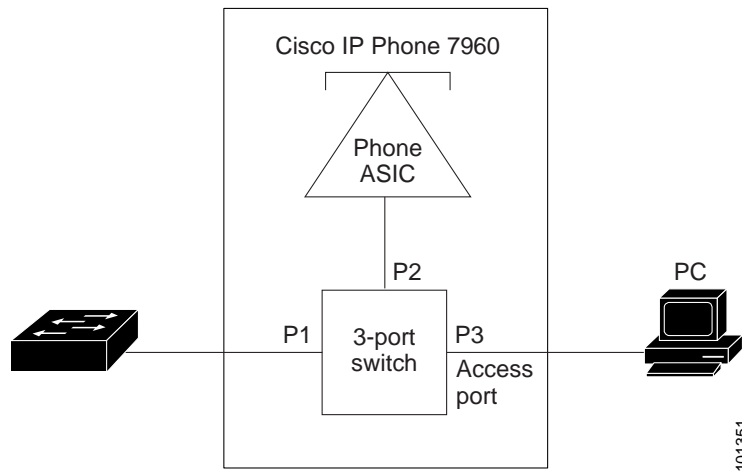 Cisco IP Phone 7960
Phone
ASIC
P2
PC
P1
3-port
switch
P3
Access
port
101351